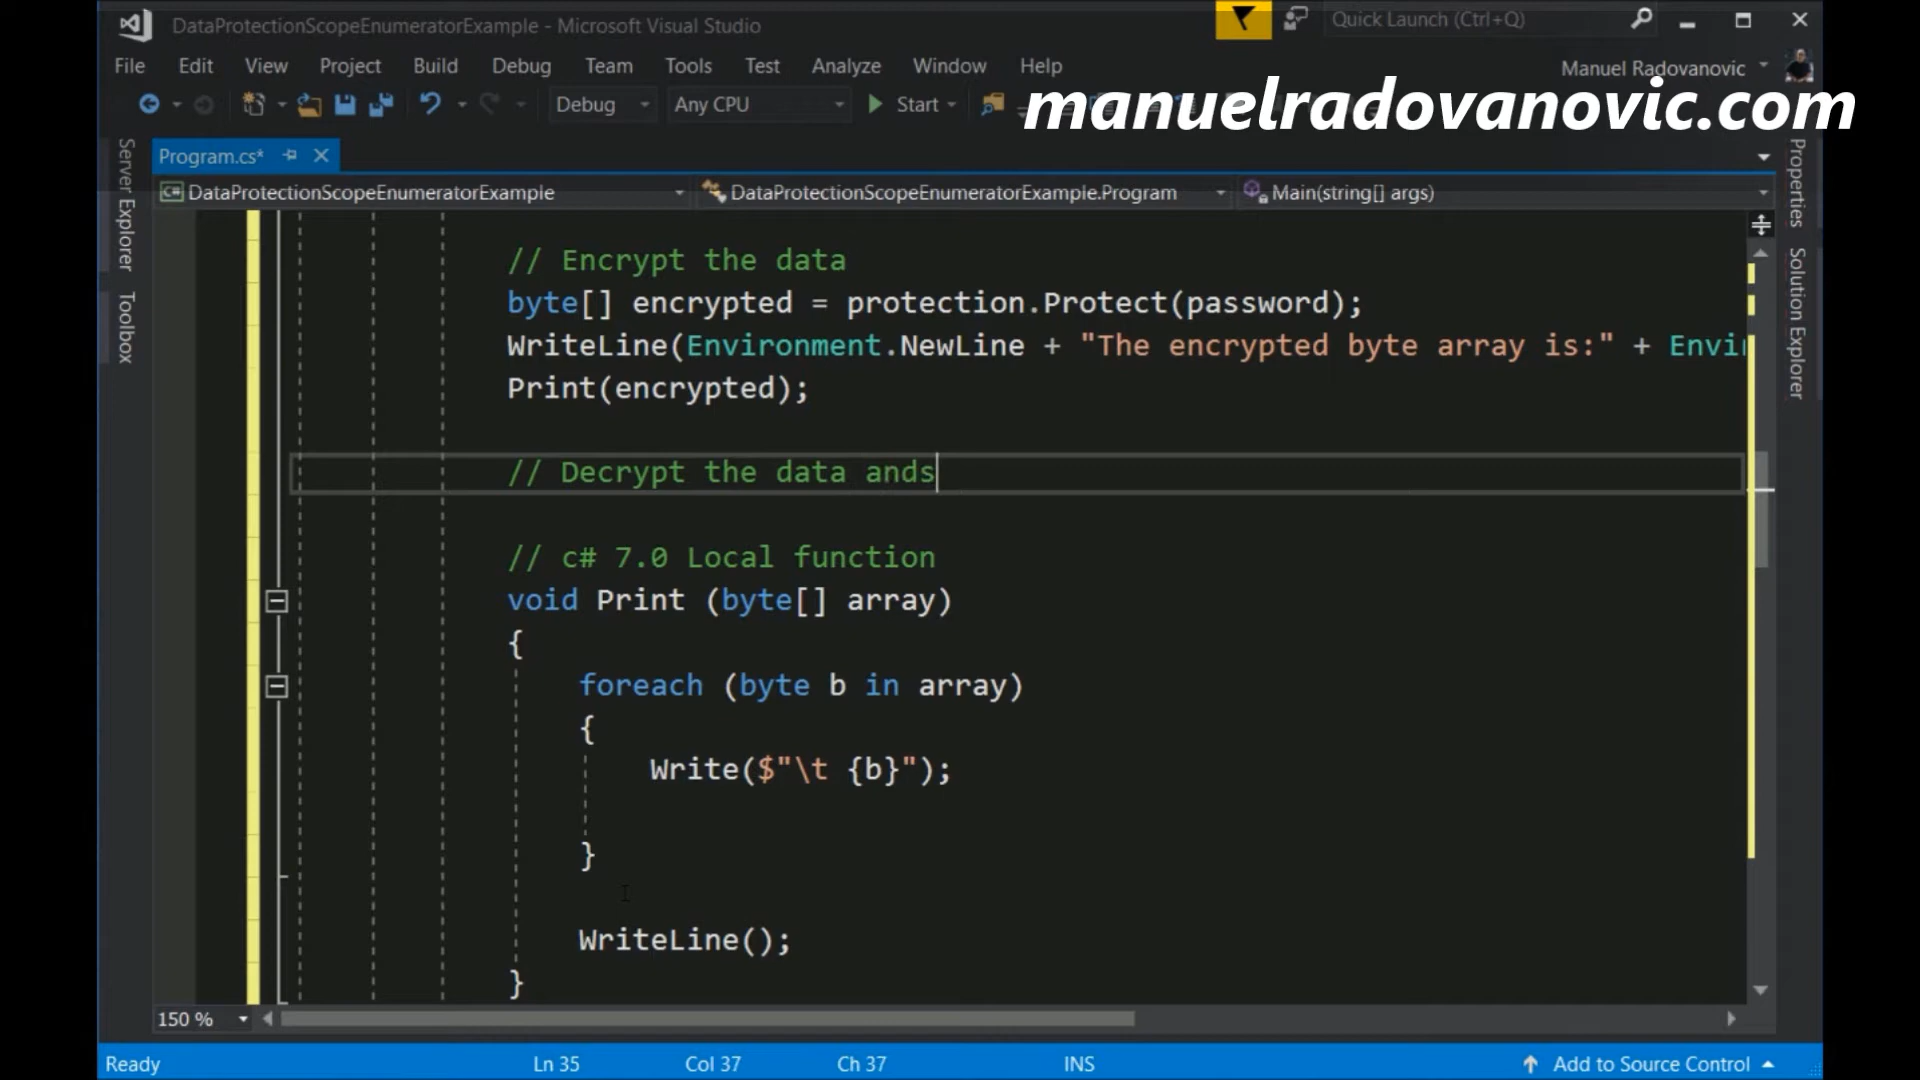 DataProtectionScopeEnumeratorExample - Microsoft Visual Studio
Quick Launch (Ctrl+Q)
File Edit View Project Build Debug Team Tools Test Analyze Window Help
Manuel Radovanovic
manuelradovanovic.com
Debug Any CPU Start
Server Explorer
Toolbox
Properties
Solution Explorer
Program.cs*
DataProtectionScopeEnumeratorExample DataProtectionScopeEnumeratorExample.Program Main(string[] args)
// Encrypt the data
byte[] encrypted = protection.Protect(password);
WriteLine(Environment.NewLine + "The encrypted byte array is:" + Envi
Print(encrypted);
// Decrypt the data ands
// c# 7.0 Local function
void Print (byte[] array)
{
foreach (byte b in array)
{
Write($"\t {b}");
}
WriteLine();
}
150 %
Ready Ln 35 Col 37 Ch 37 INS Add to Source Control